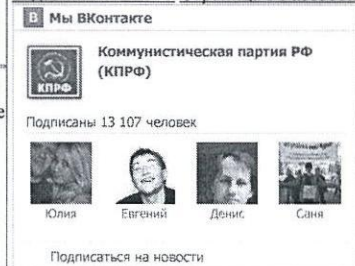 В Мы ВКонтакте
Коммунистическая партия РФ
(КПРФ)
КПРФ
Подписаны 13 107 человек
Юлия Евгений Денис Саня
Подписаться на новости